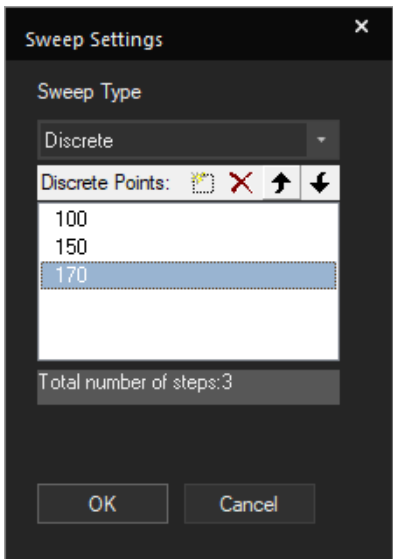 Sweep Settings
Sweep Type
Discrete
Discrete Points:
100
150
170
Total number of steps:3
OK
Cancel